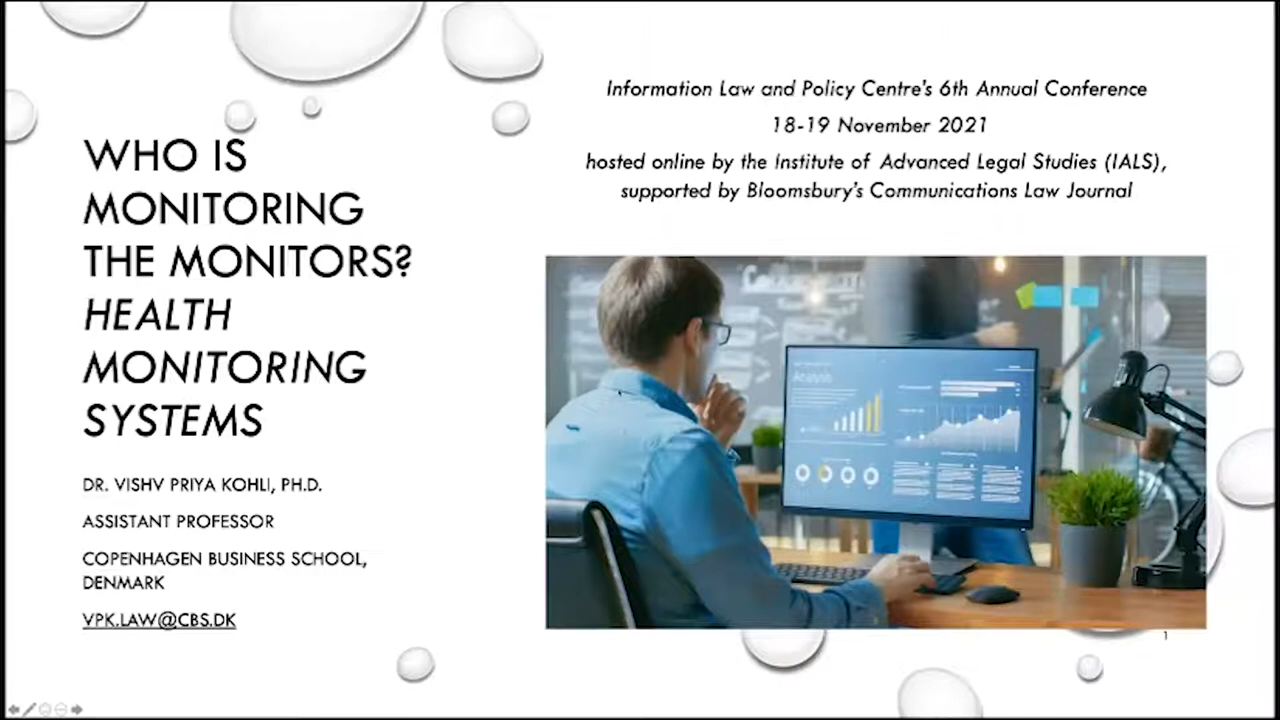 WHO IS
MONITORING
THE MONITORS?
HEALTH
MONITORING
SYSTEMS
DR. VISHV PRIYA KOHLI, PH.D.
ASSISTANT PROFESSOR
COPENHAGEN BUSINESS SCHOOL,
DENMARK
VPK.LAW@CBS.DK
Information Law and Policy Centre's 6th Annual Conference
18-19 November 2021
hosted online by the Institute of Advanced Legal Studies (IALS),
supported by Bloomsbury's Communications Law Journal
Analysis
1